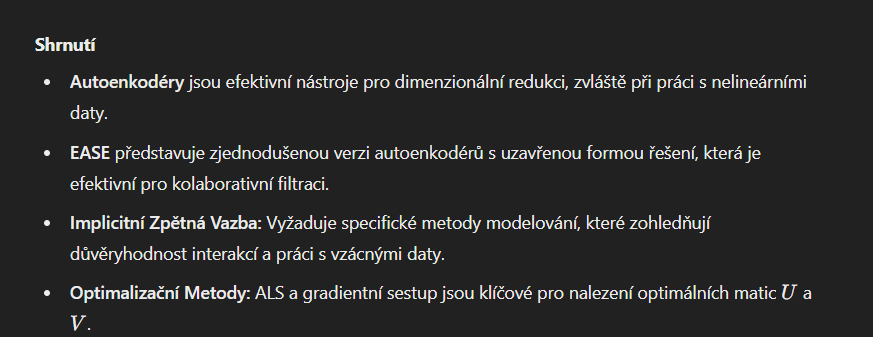 Shrnutí
• Autoenkodéry jsou efektivní nástroje pro dimenzionální redukci, zvláště při práci s nelineárními
daty.
• EASE představuje zjednodušenou verzi autoenkodérů s uzavřenou formou řešení, která je
efektivní pro kolaborativní filtraci.
• Implicitní Zpětná Vazba: Vyžaduje specifické metody modelování, které zohledňují
důvěryhodnost interakcí a práci s vzácnými daty.
• Optimalizační Metody: ALS a gradientní sestup jsou klíčové pro nalezení optimálních matic U a
V.